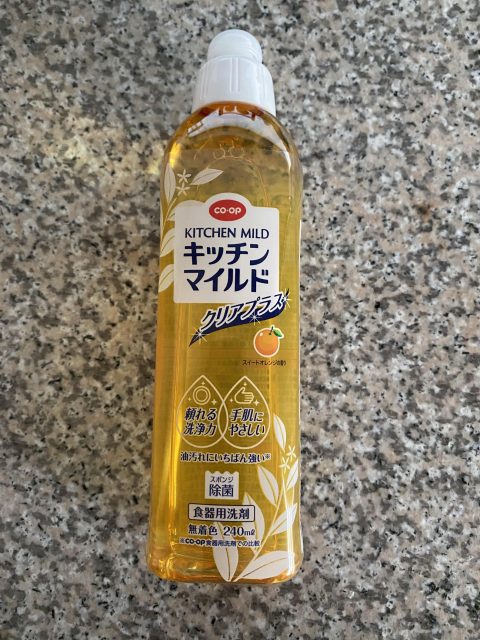 CO·OP
KITCHEN MILD
キッチン
マイルド
クリアプラス
スイートオレンジの香り
頼れる
洗浄力
手肌に
やさしい
油汚れにいちばん強い※
スポンジ
除菌
食器用洗剤
無着色 240mℓ
※CO·OP食器用洗剤での比較